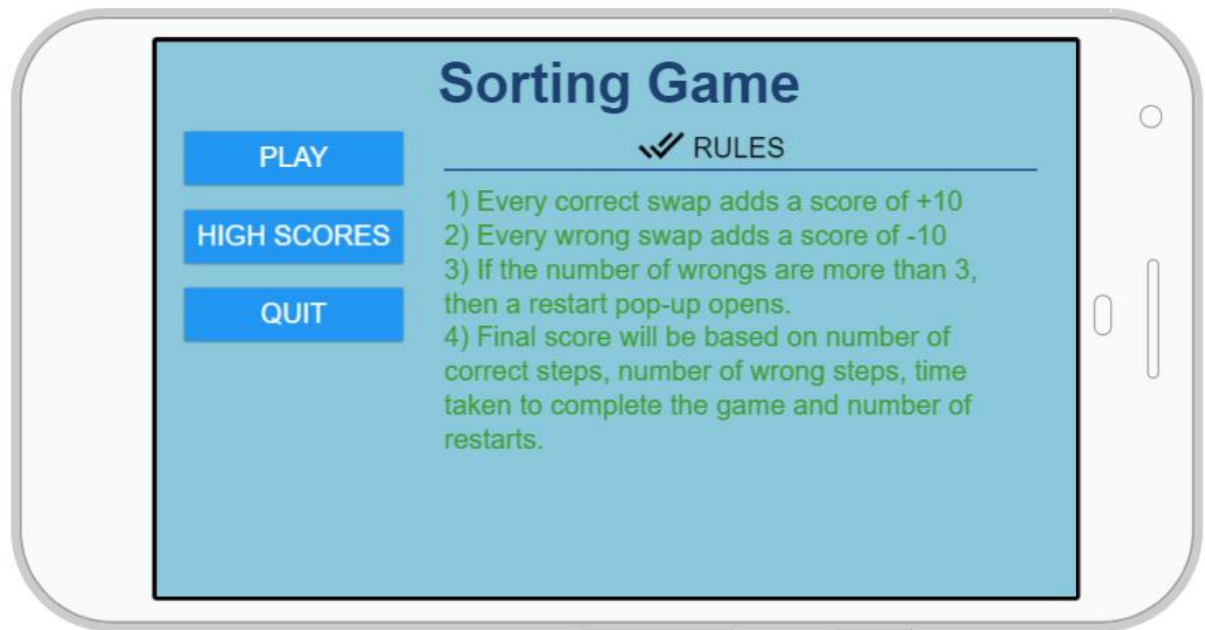 Sorting Game
PLAY
HIGH SCORES
QUIT
RULES
1) Every correct swap adds a score of +10
2) Every wrong swap adds a score of -10
3) If the number of wrongs are more than 3,
then a restart pop-up opens.
4) Final score will be based on number of
correct steps, number of wrong steps, time
taken to complete the game and number of
restarts.